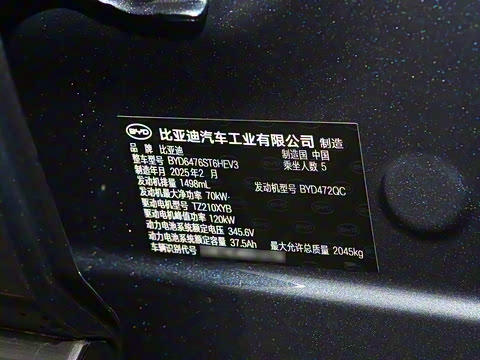 BYD 比亚迪汽车工业有限公司 制造
品 牌 比亚迪 制造国 中国
整车型号 BYD6476ST6HEV3 乘坐人数 5
制造年月 2025年2 月
发动机排量 1498mL 发动机型号 BYD472QC
发动机最大净功率 70kW
驱动电机型号 TZ210XYB
驱动电机峰值功率 120kW
动力电池系统额定电压 345.6V
动力电池系统额定容量 37.5Ah 最大允许总质量 2045kg
车辆识别代号